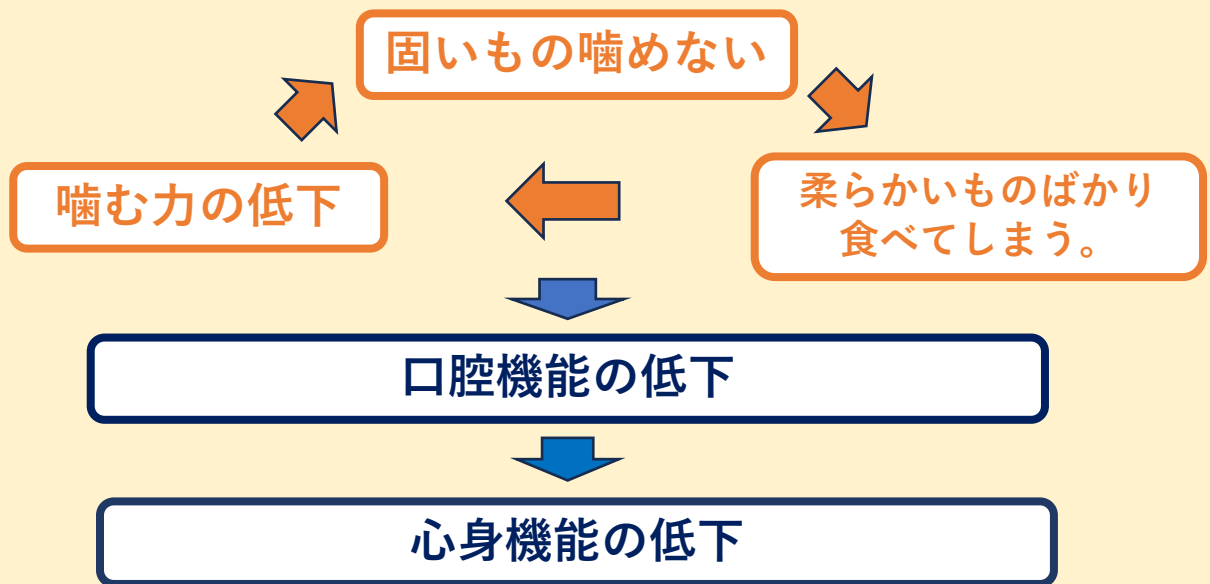 固いもの噛めない
噛む力の低下
柔らかいものばかり
食べてしまう。
口腔機能の低下
心身機能の低下